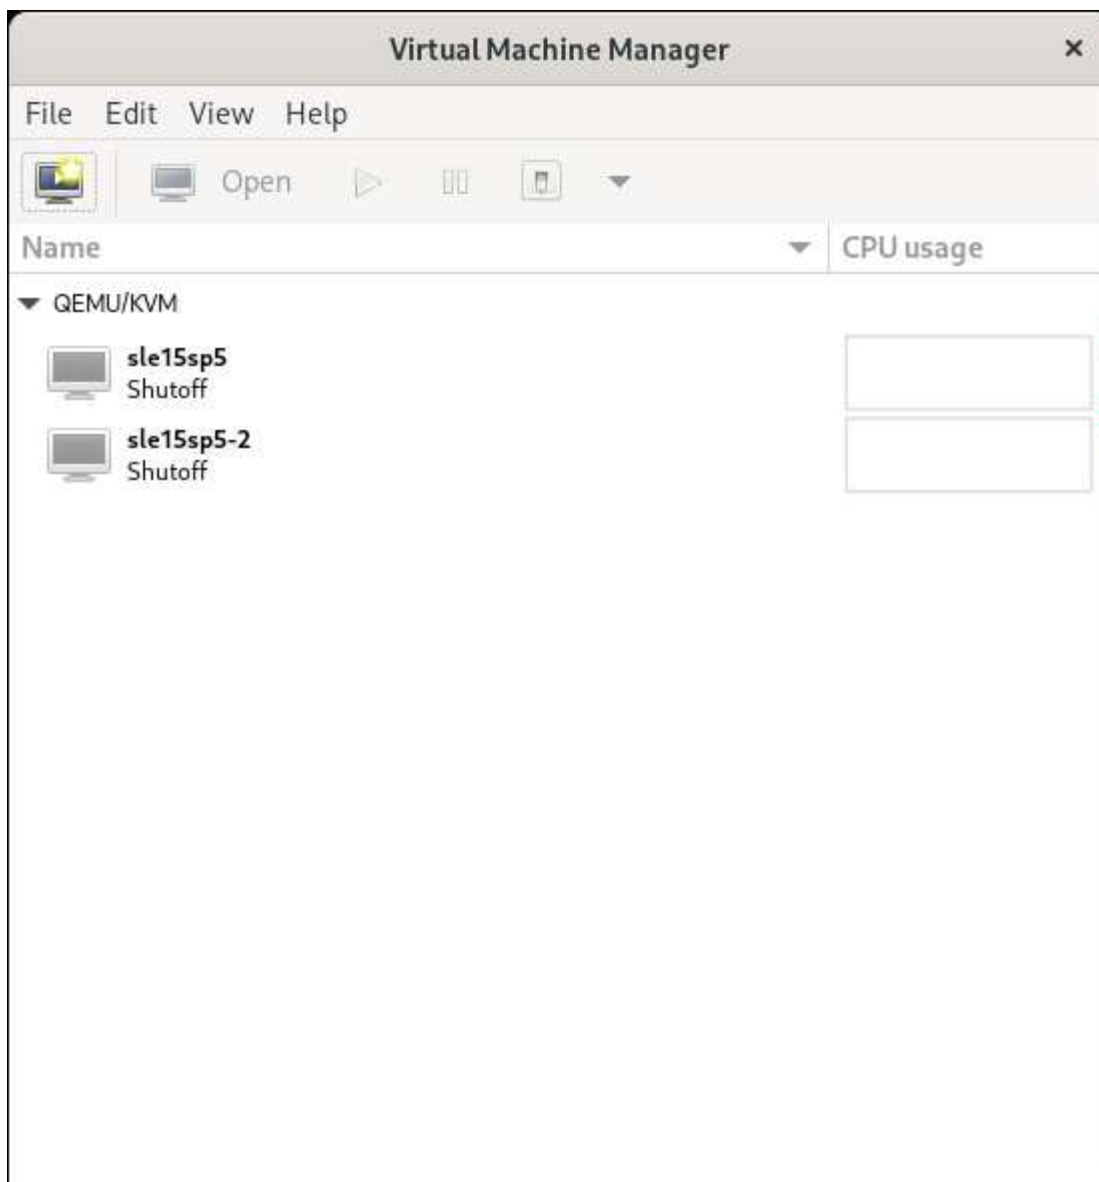 Virtual Machine Manager
File Edit View Help
Open
Name CPU usage
QEMU/KVM
sle15sp5
Shutoff
sle15sp5-2
Shutoff